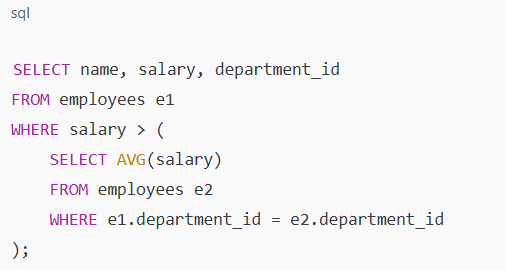 sql
SELECT name, salary, department_id
FROM employees e1
WHERE salary > (
    SELECT AVG(salary)
    FROM employees e2
    WHERE e1.department_id = e2.department_id
);